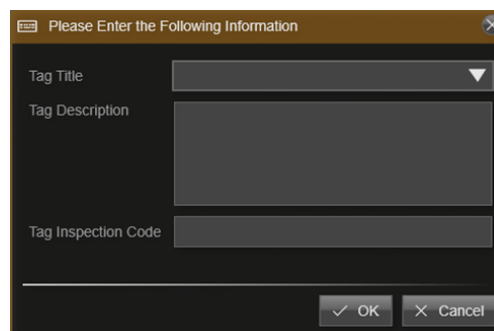 Please Enter the Following Information
Tag Title
Tag Description
Tag Inspection Code
OK
Cancel